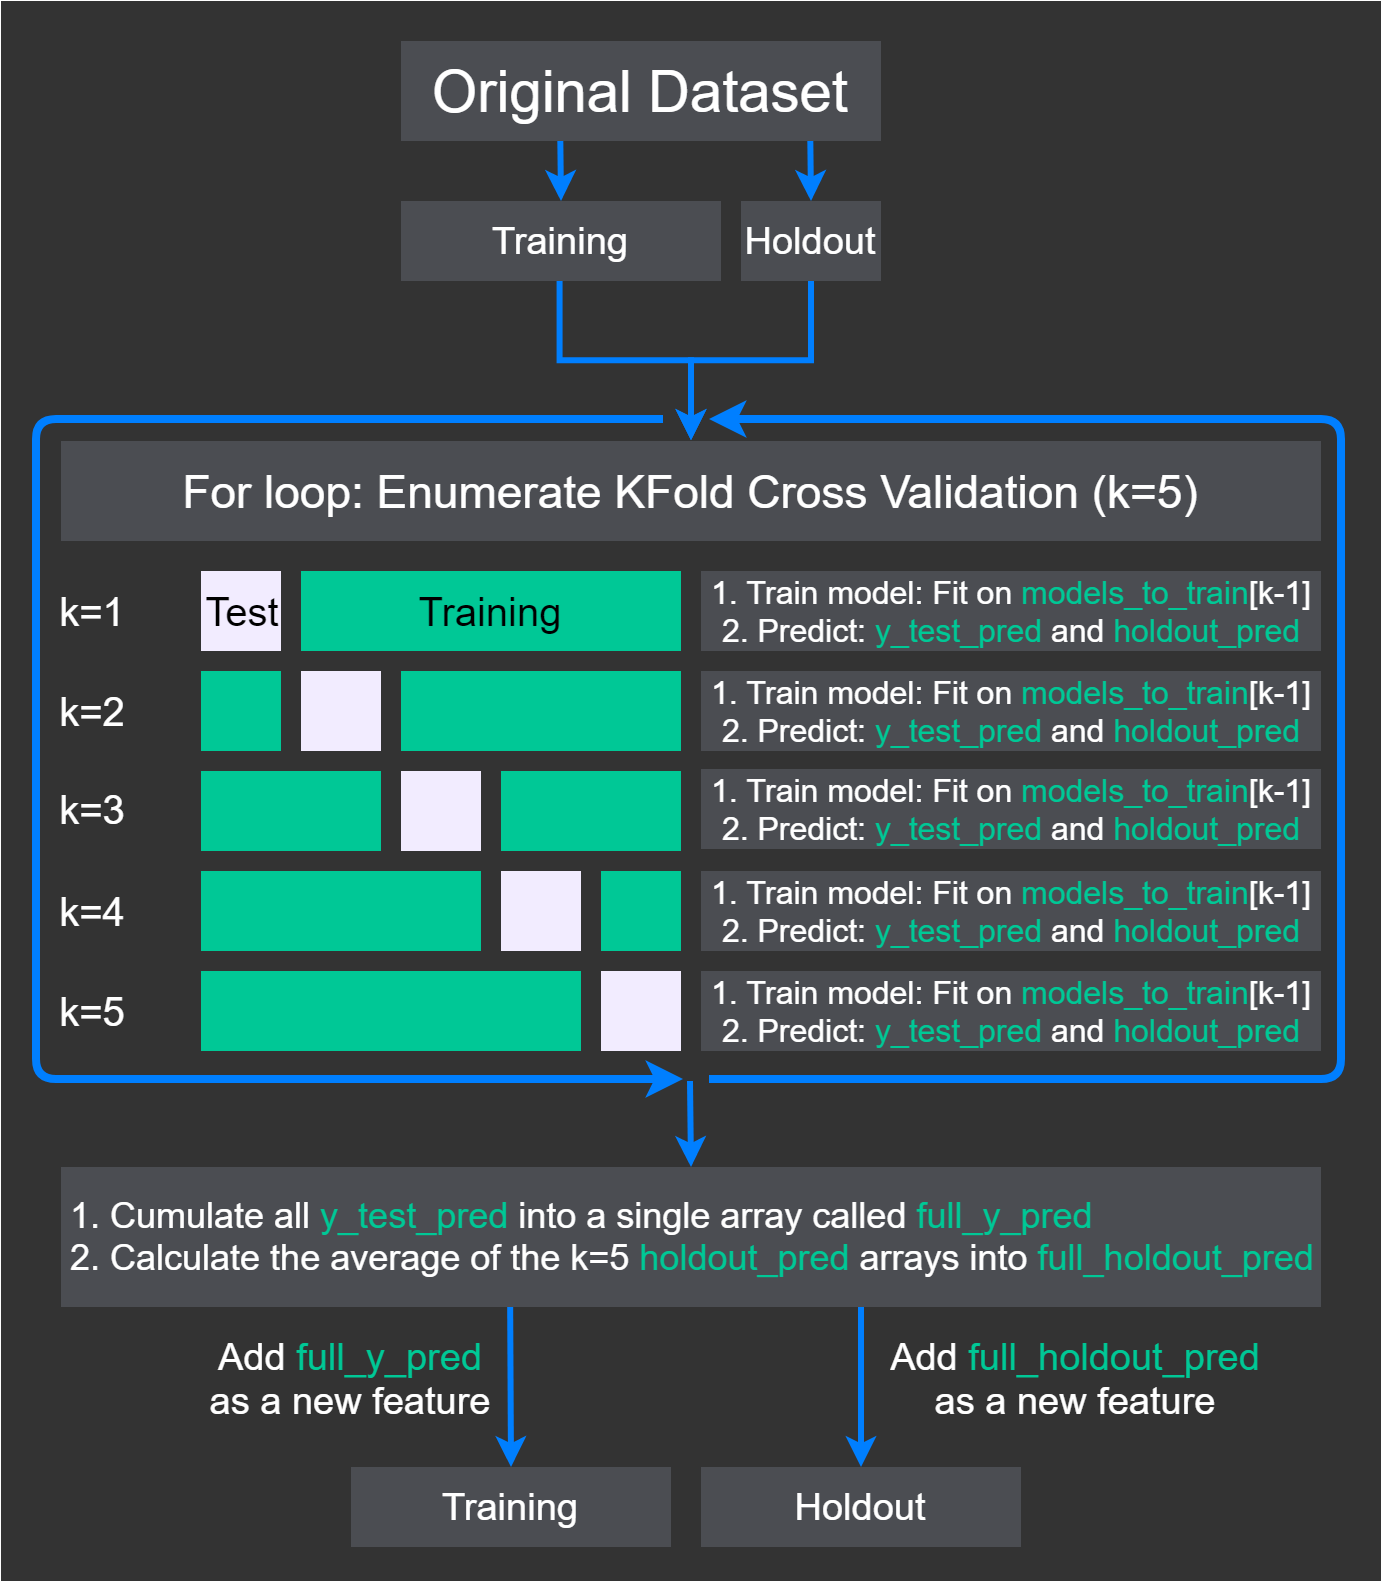 Original Dataset
Training
Holdout
For loop: Enumerate KFold Cross Validation (k=5)
k=1
Test
Training
1. Train model: Fit on models_to_train[k-1]
2. Predict: y_test_pred and holdout_pred
k=2
1. Train model: Fit on models_to_train[k-1]
2. Predict: y_test_pred and holdout_pred
k=3
1. Train model: Fit on models_to_train[k-1]
2. Predict: y_test_pred and holdout_pred
k=4
1. Train model: Fit on models_to_train[k-1]
2. Predict: y_test_pred and holdout_pred
k=5
1. Train model: Fit on models_to_train[k-1]
2. Predict: y_test_pred and holdout_pred
1. Cumulate all y_test_pred into a single array called full_y_pred
2. Calculate the average of the k=5 holdout_pred arrays into full_holdout_pred
Add full_y_pred
as a new feature
Add full_holdout_pred
as a new feature
Training
Holdout